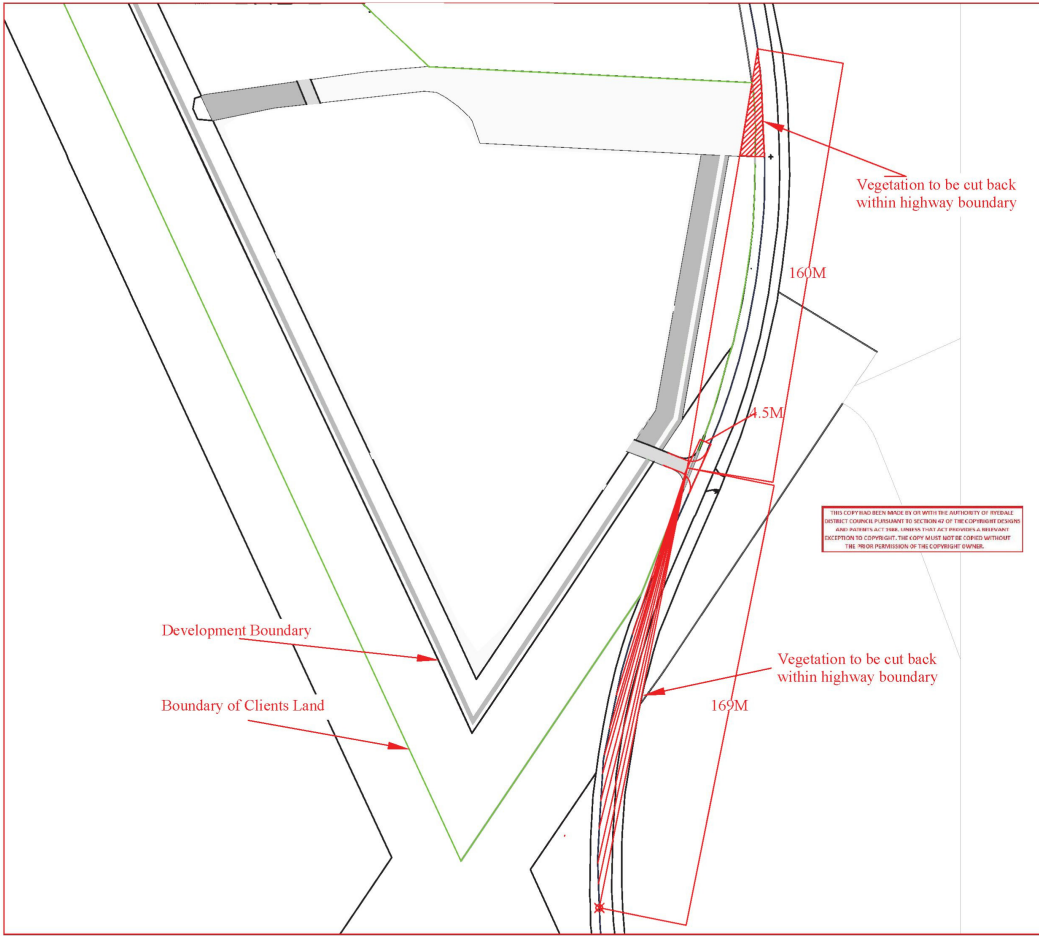 Vegetation to be cut back
within highway boundary
160M
4.5M
THIS COPY HAD BEEN MADE BY OR WITH THE AUTHORITY OF RYEDALE
DISTRICT COUNCIL PURSUANT TO SECTION 47 OF THE COPYRIGHT DESIGNS
AND PATENTS ACT 1988. UNLESS THAT ACT PROVIDES A RELEVANT
EXCEPTION TO COPYRIGHT. THE COPY MUST NOT BE COPIED WITHOUT
THE PRIOR PERMISSION OF THE COPYRIGHT OWNER.
Development Boundary
Vegetation to be cut back
within highway boundary
Boundary of Clients Land
169M